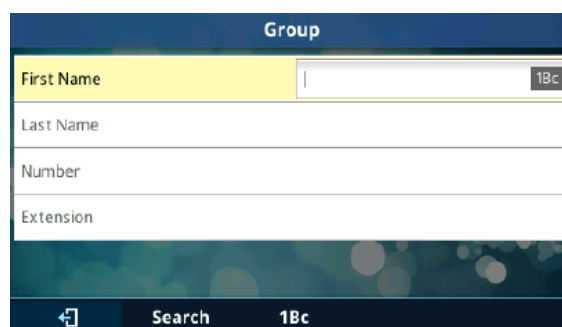 Group
First Name 1Bc
Last Name
Number
Extension
Search 1Bc